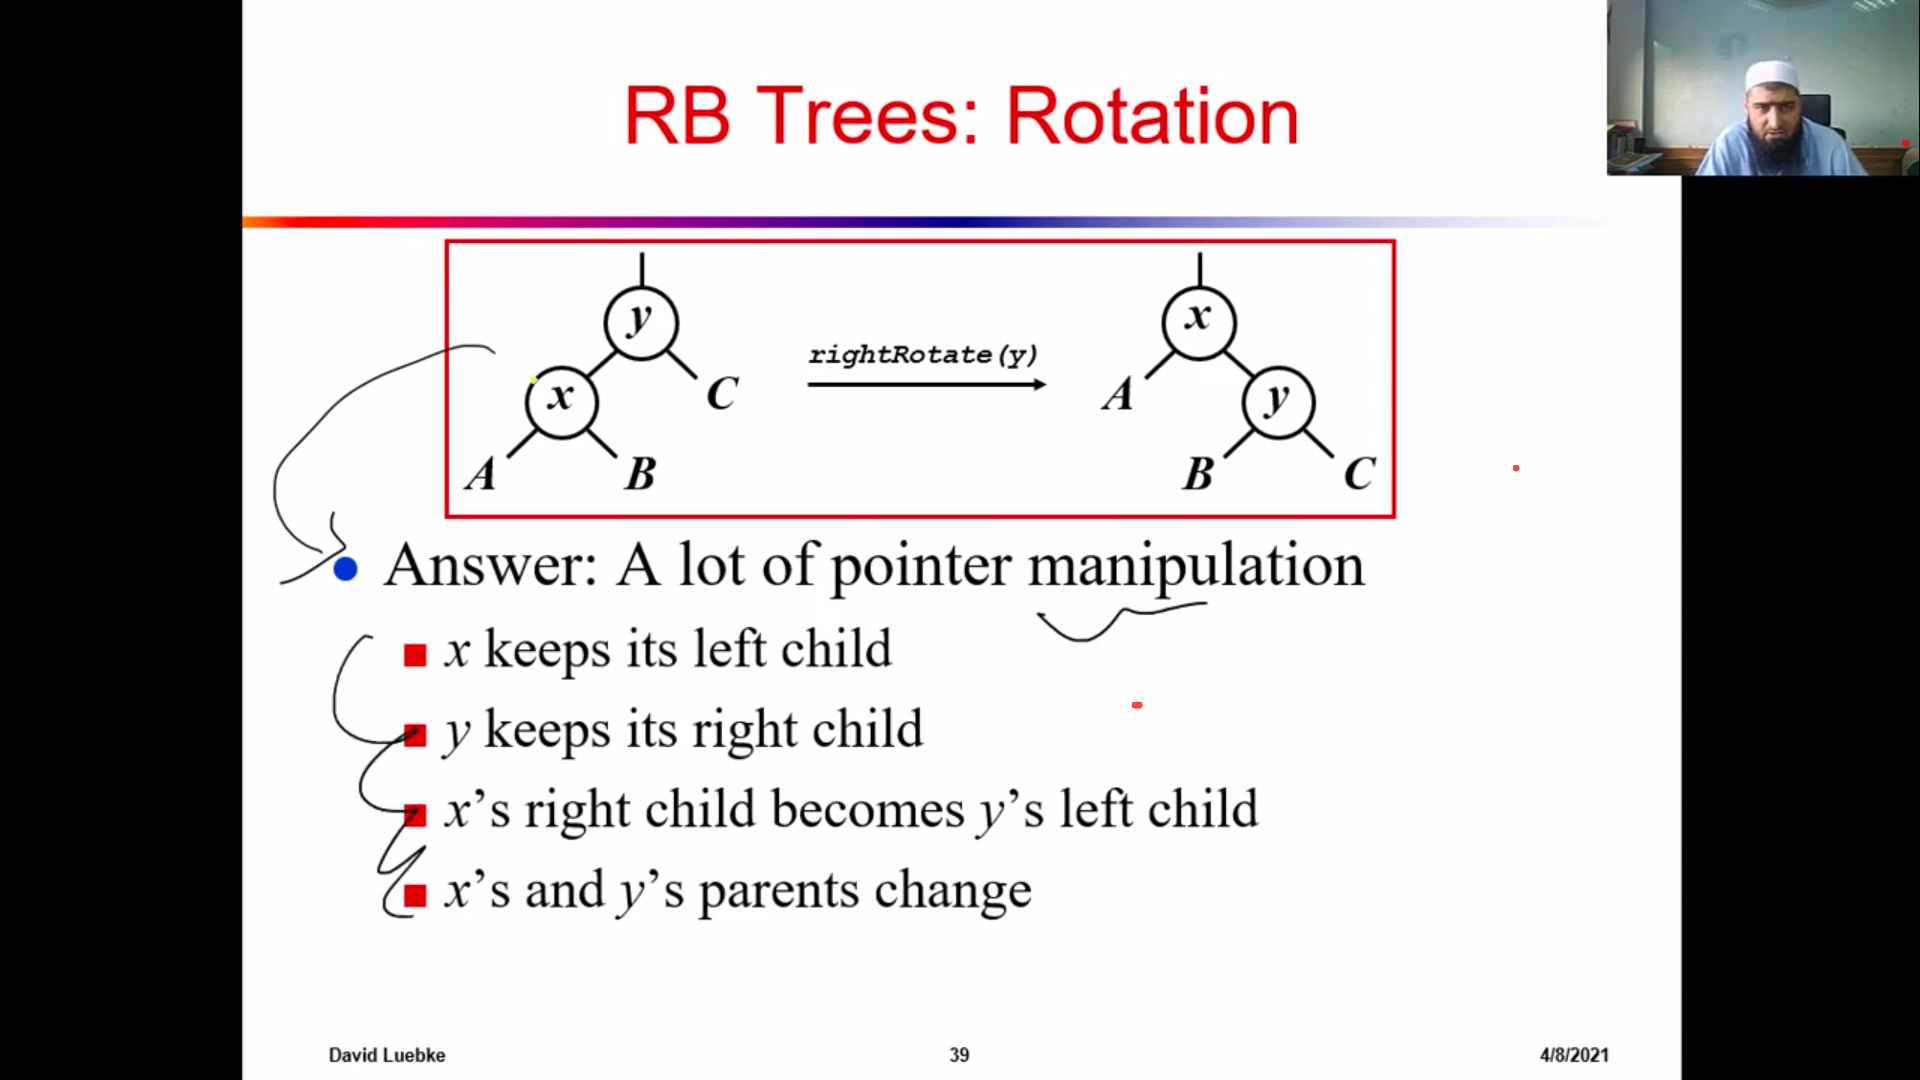 RB Trees: Rotation
y
x
C
A
B
rightRotate(y)
x
A
y
B
C
• Answer: A lot of pointer manipulation
■ x keeps its left child
■ y keeps its right child
■ x’s right child becomes y’s left child
■ x’s and y’s parents change
David Luebke
39
4/8/2021